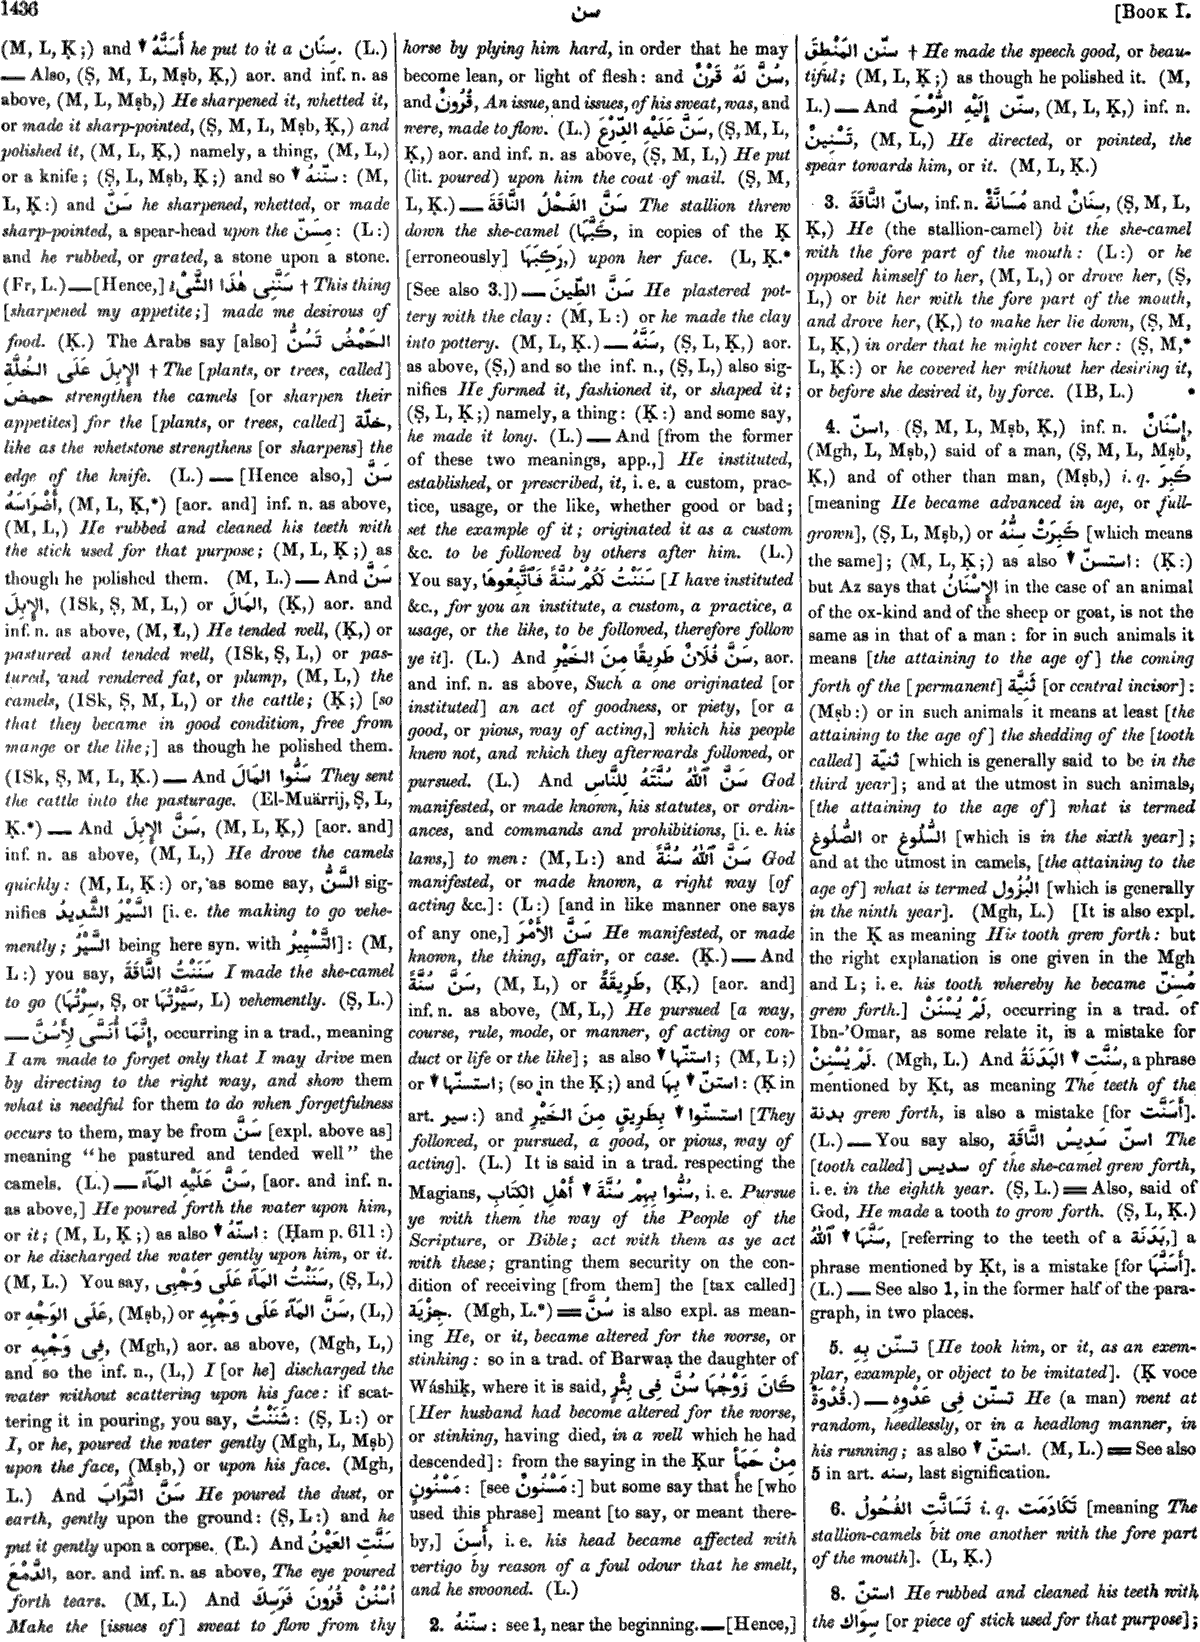 1436
سن
[BOOK I.
(M, L, Ḳ;) and ↓ أَسَنَّهُ he put to it a سِنَان. (L.)
— Also, (Ṣ, M, L, Mṣb, Ḳ,) aor. and inf. n. as
above, (M, L, Mṣb,) He sharpened it, whetted it,
or made it sharp-pointed, (Ṣ, M, L, Mṣb, Ḳ,) and
polished it, (M, L, Ḳ,) namely, a thing, (M, L,)
or a knife; (Ṣ, L, Mṣb, Ḳ;) and so ↓ سنّنهُ: (M,
L, Ḳ:) and سَنَّ he sharpened, whetted, or made
sharp-pointed, a spear-head upon the مِسَنّ: (L:)
and he rubbed, or grated, a stone upon a stone.
(Fr, L.)—[Hence,] سَنَّنِى هٰذَا الشَّىْءُ † This thing
[sharpened my appetite;] made me desirous of
food. (Ḳ.) The Arabs say [also] الحَمْضُ تَسُنُّ
الإِبِلَ عَلَى الخُلَّةِ † The [plants, or trees, called]
حمض strengthen the camels [or sharpen their
appetites] for the [plants, or trees, called] خلّة,
like as the whetstone strengthens [or sharpens] the
edge of the knife. (L.) — [Hence also,] سَنَّ
أَضْرَاسَهُ, (M, L, Ḳ,*) [aor. and] inf. n. as above,
(M, L,) He rubbed and cleaned his teeth with
the stick used for that purpose; (M, L, Ḳ;) as
though he polished them. (M, L.) — And سَنَّ
الإِبِلَ, (ISk, Ṣ, M, L,) or المَالَ, (Ḳ,) aor. and
inf. n. as above, (M, L,) He tended well, (Ḳ,) or
pastured and tended well, (ISk, Ṣ, L,) or pas-
tured, and rendered fat, or plump, (M, L,) the
camels, (ISk, Ṣ, M, L,) or the cattle; (Ḳ;) [so
that they became in good condition, free from
mange or the like;] as though he polished them.
(ISk, Ṣ, M, L, Ḳ.) — And سَنُّوا المَالَ They sent
the cattle into the pasturage. (El-Muärrij, Ṣ, L,
Ḳ.*) — And سَنَّ الإِبِلَ, (M, L, Ḳ,) [aor. and]
inf. n. as above, (M, L,) He drove the camels
quickly: (M, L, Ḳ:) or, as some say, السَّنُّ sig-
nifies السَّيْرُ الشَّدِيدُ [i. e. the making to go vehe-
mently; السَّيْرُ being here syn. with التَّسْيِيرُ]: (M,
L:) you say, سَنَنْتُ النَّاقَةَ I made the she-camel
to go (سِرْتُهَا, Ṣ, or سَيَّرْتُهَا, L) vehemently. (Ṣ, L.)
— إِنَّمَا أُنَسَّى لِأَسُنَّ, occurring in a trad., meaning
I am made to forget only that I may drive men
by directing to the right way, and show them
what is needful for them to do when forgetfulness
occurs to them, may be from سَنَّ [expl. above as]
meaning "he pastured and tended well" the
camels. (L.)— سَنَّ عَلَيْهِ المَآءَ, [aor. and inf. n.
as above,] He poured forth the water upon him,
or it; (M, L, Ḳ;) as also ↓ اسنّهُ: (Ḥam p. 611:)
or he discharged the water gently upon him, or it.
(M, L.) You say, سَنَنْتُ المَآءَ عَلَى وَجْهِى, (Ṣ, L,)
or عَلَى الوَجْهِ, (Mṣb,) or سَنَّ المَآءَ عَلَى وَجْهِهِ, (L,)
or فِى وَجْهِهِ, (Mgh,) aor. as above, (Mgh, L,)
and so the inf. n., (L,) I [or he] discharged the
water without scattering upon his face: if scat-
tering it in pouring, you say, شَنَنْتُ: (Ṣ, L:) or
I, or he, poured the water gently (Mgh, L, Mṣb)
upon the face, (Mṣb,) or upon his face. (Mgh,
L.) And سَنَّ التُّرَابَ He poured the dust, or
earth, gently upon the ground: (Ṣ, L:) and he
put it gently upon a corpse. (L.) And سَنَّتِ العَيْنُ
الدَّمْعَ, aor. and inf. n. as above, The eye poured
forth tears. (M, L.) And اُسْنُنْ قُرُونَ فَرَسِكَ
Make the [issues of] sweat to flow from thy
horse by plying him hard, in order that he may
become lean, or light of flesh: and سُنَّ لَهُ قَرْنٌ,
and قُرُونٌ, An issue, and issues, of his sweat, was, and
were, made to flow. (L.) سَنَّ عَلَيْهِ الدِّرْعَ, (Ṣ, M, L,
Ḳ,) aor. and inf. n. as above, (Ṣ, M, L,) He put
(lit. poured) upon him the coat of mail. (Ṣ, M,
L, Ḳ.)— سَنَّ الفَحْلُ النَّاقَةَ The stallion threw
down the she-camel (كَبَّهَا, in copies of the Ḳ
[erroneously] رَكِبَهَا,) upon her face. (L, Ḳ.*
[See also 3.])— سَنَّ الطِّينَ He plastered pot-
tery with the clay: (M, L:) or he made the clay
into pottery. (M, L, Ḳ.)— سَنَّهُ, (Ṣ, L, Ḳ,) aor.
as above, (Ṣ,) and so the inf. n., (Ṣ, L,) also sig-
nifies He formed it, fashioned it, or shaped it;
(Ṣ, L, Ḳ;) namely, a thing: (Ḳ:) and some say,
he made it long. (L.)— And [from the former
of these two meanings, app.,] He instituted,
established, or prescribed, it, i. e. a custom, prac-
tice, usage, or the like, whether good or bad;
set the example of it; originated it as a custom
&c. to be followed by others after him. (L.)
You say, سَنَنْتُ لَكُمْ سُنَّةً فَاتَّبِعُوهَا [I have instituted
&c., for you an institute, a custom, a practice, a
usage, or the like, to be followed, therefore follow
ye it]. (L.) And سَنَّ فُلَانٌ طَرِيقًا مِنَ الخَيْرِ, aor.
and inf. n. as above, Such a one originated [or
instituted] an act of goodness, or piety, [or a
good, or pious, way of acting,] which his people
knew not, and which they afterwards followed, or
pursued. (L.) And سَنَّ ٱللّٰهُ سُنَّتَهُ لِلنَّاسِ God
manifested, or made known, his statutes, or ordin-
ances, and commands and prohibitions, [i. e. his
laws,] to men: (M, L:) and سَنَّ ٱللّٰهُ سُنَّةً God
manifested, or made known, a right way [of
acting &c.]: (L:) [and in like manner one says
of any one,] سَنَّ الأَمْرَ He manifested, or made
known, the thing, affair, or case. (Ḳ.)— And
سَنَّ سُنَّةً, (M, L,) or طَرِيقَةً, (Ḳ,) [aor. and]
inf. n. as above, (M, L,) He pursued [a way,
course, rule, mode, or manner, of acting or con-
duct or life or the like]; as also ↓ استنّها; (M, L;)
or ↓ استسنّها; (so in the Ḳ;) and ↓ استنّ بِهَا: (Ḳ in
art. سير:) and ↓ استسنّوا بِطَرِيقٍ مِنَ الخَيْرِ [They
followed, or pursued, a good, or pious, way of
acting]. (L.) It is said in a trad. respecting the
Magians, سُنُّوا بِهِمْ سُنَّةَ ↓ أَهْلِ الكِتَابِ, i. e. Pursue
ye with them the way of the People of the
Scripture, or Bible; act with them as ye act
with these; granting them security on the con-
dition of receiving [from them] the [tax called]
جِزْيَة. (Mgh, L.*) = سُنَّ is also expl. as mean-
ing He, or it, became altered for the worse, or
stinking: so in a trad. of Barwaạ the daughter of
Wáshiḳ, where it is said, كَانَ زَوْجُهَا سُنَّ فِى بِئْرٍ
[Her husband had become altered for the worse,
or stinking, having died, in a well which he had
descended]: from the saying in the Ḳur مِنْ حَمَأٍ
مَسْنُونٍ: [see مَسْنُونٌ:] but some say that he [who
used this phrase] meant [to say, or meant there-
by,] أَسِنَ, i. e. his head became affected with
vertigo by reason of a foul odour that he smelt,
and he swooned. (L.)
2. سنّنهُ: see 1, near the beginning.—[Hence,]
سنّن المَنْطِقَ † He made the speech good, or beau-
tiful; (M, L, Ḳ;) as though he polished it. (M,
L.)— And سنّن إِلَيْهِ الرُّمْحَ, (M, L, Ḳ,) inf. n.
تَسْنِينٌ, (M, L,) He directed, or pointed, the
spear towards him, or it. (M, L, Ḳ.)
3. سانّ النَّاقَةَ, inf. n. مُسَانَّةٌ and سِنَانٌ, (Ṣ, M, L,
Ḳ,) He (the stallion-camel) bit the she-camel
with the fore part of the mouth: (L:) or he
opposed himself to her, (M, L,) or drove her, (Ṣ,
L,) or bit her with the fore part of the mouth,
and drove her, (Ḳ,) to make her lie down, (Ṣ, M,
L, Ḳ,) in order that he might cover her: (Ṣ, M,*
L, Ḳ:) or he covered her without her desiring it,
or before she desired it, by force. (IB, L.)
4. اسنّ, (Ṣ, M, L, Mṣb, Ḳ,) inf. n. إِسْنَانٌ,
(Mgh, L, Mṣb,) said of a man, (Ṣ, M, L, Mṣb,
Ḳ,) and of other than man, (Mṣb,) i. q. كَبِرَ
[meaning He became advanced in age, or full-
grown], (Ṣ, L, Mṣb,) or كَبِرَتْ سِنُّهُ [which means
the same]; (M, L, Ḳ;) as also ↓ استسنّ: (Ḳ:)
but Az says that الإِسْنَانُ in the case of an animal
of the ox-kind and of the sheep or goat, is not the
same as in that of a man: for in such animals it
means [the attaining to the age of] the coming
forth of the [permanent] ثَنِيَّة [or central incisor]:
(Mṣb:) or in such animals it means at least [the
attaining to the age of] the shedding of the [tooth
called] ثنيّة [which is generally said to be in the
third year]; and at the utmost in such animals,
[the attaining to the age of] what is termed
الصُّلُوغ or السُّلُوغ [which is in the sixth year];
and at the utmost in camels, [the attaining to the
age of] what is termed البُزُول [which is generally
in the ninth year]. (Mgh, L.) [It is also expl.
in the Ḳ as meaning His tooth grew forth: but
the right explanation is one given in the Mgh
and L; i. e. his tooth whereby he became مُسِنّ
grew forth.] لَمْ يُسْنَنْ, occurring in a trad. of
Ibn-'Omar, as some relate it, is a mistake for
لَمْ يُسْنِنْ. (Mgh, L.) And سُنَّتِ ↓ البَدَنَةُ, a phrase
mentioned by Ḳt, as meaning The teeth of the
بدنة grew forth, is also a mistake [for أَسَنَّت].
(L.)— You say also, اسنّ سَدِيسُ النَّاقَةِ The
[tooth called] سديس of the she-camel grew forth,
i. e. in the eighth year. (Ṣ, L.) = Also, said of
God, He made a tooth to grow forth. (Ṣ, L, Ḳ.)
سَنَّهَا ↓ ٱللّٰهُ, [referring to the teeth of a بَدَنَة,] a
phrase mentioned by Ḳt, is a mistake [for أَسَنَّهَا].
(L.) — See also 1, in the former half of the para-
graph, in two places.
5. تسنّن بِهِ [He took him, or it, as an exem-
plar, example, or object to be imitated]. (Ḳ voce
قُدْوَةٌ.)— تسنّن فِى عَدْوِهِ He (a man) went at
random, heedlessly, or in a headlong manner, in
his running; as also ↓ استنّ. (M, L.) = See also
5 in art. سنه, last signification.
6. تَسَانَّتِ الفُحُولُ i. q. تَكَادَمَت [meaning The
stallion-camels bit one another with the fore part
of the mouth]. (L, Ḳ.)
8. استنّ He rubbed and cleaned his teeth with
the سِوَاك [or piece of stick used for that purpose];